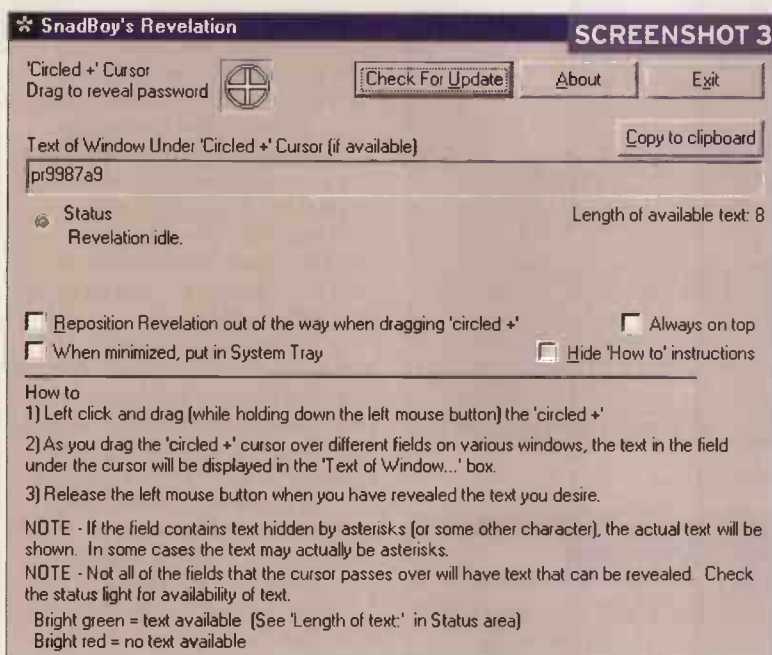 SnadBoy's Revelation
SCREENSHOT 3
'Circled +' Cursor
Drag to reveal password
Check For Update
About
Exit
Text of Window Under 'Circled +' Cursor (if available)
Copy to clipboard
pr9987a9
Status
Revelation idle.
Length of available text: 8
Reposition Revelation out of the way when dragging 'circled +'
Always on top
When minimized, put in System Tray
Hide 'How to' instructions
How to
1) Left click and drag (while holding down the left mouse button) the 'circled +'
2) As you drag the 'circled +' cursor over different fields on various windows, the text in the field
under the cursor will be displayed in the 'Text of Window...' box.
3) Release the left mouse button when you have revealed the text you desire.
NOTE - If the field contains text hidden by asterisks (or some other character), the actual text will be
shown. In some cases the text may actually be asterisks.
NOTE - Not all of the fields that the cursor passes over will have text that can be revealed. Check
the status light for availability of text.
Bright green = text available (See 'Length of text:' in Status area)
Bright red = no text available